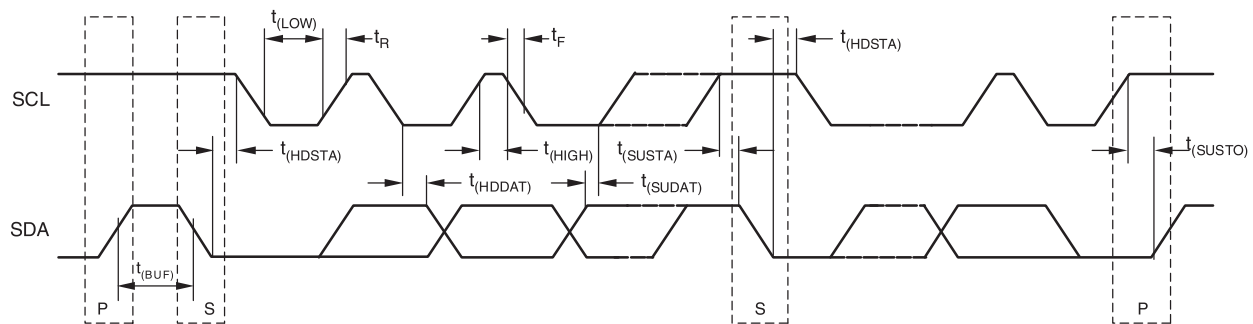 t(LOW)
tR
tF
t(HDSTA)
SCL
t(HDSTA)
t(HIGH)
t(SUSTA)
t(SUSTO)
t(HDDAT)
t(SUDAT)
SDA
t(BUF)
P
S
S
P